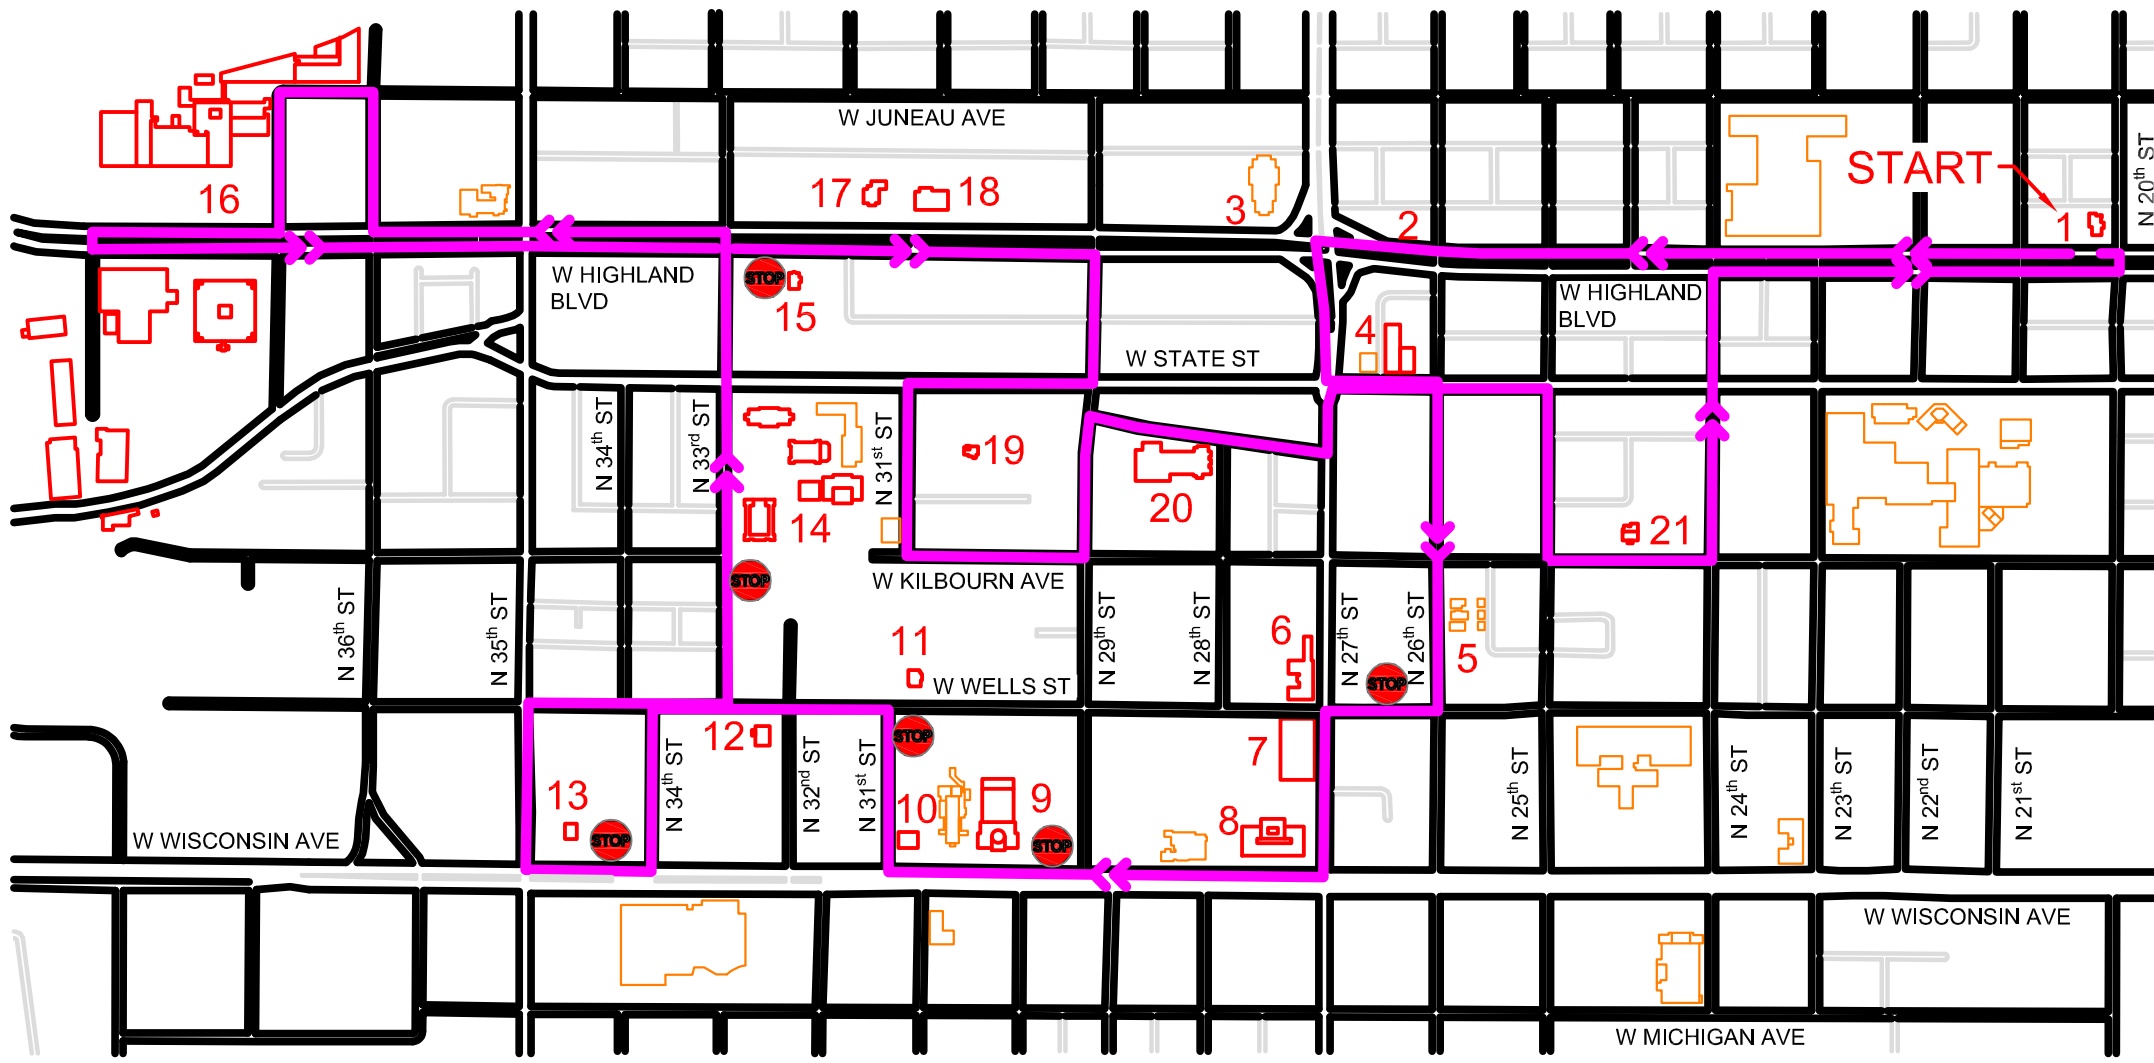 W JUNEAU AVE
START
N 20th ST
16
17
18
3
2
1
W HIGHLAND
BLVD
STOP
15
W HIGHLAND
BLVD
4
W STATE ST
N 34th ST
N 33rd ST
N 31st ST
19
20
14
21
STOP
W KILBOURN AVE
N 36th ST
N 35th ST
11
N 29th ST
N 28th ST
6
N 27th ST
N 26th ST
5
W WELLS ST
STOP
12
STOP
7
N 34th ST
N 32nd ST
N 31st ST
N 25th ST
N 24th ST
N 23rd ST
N 22nd ST
N 21st ST
13
10
9
8
W WISCONSIN AVE
STOP
STOP
W WISCONSIN AVE
W MICHIGAN AVE